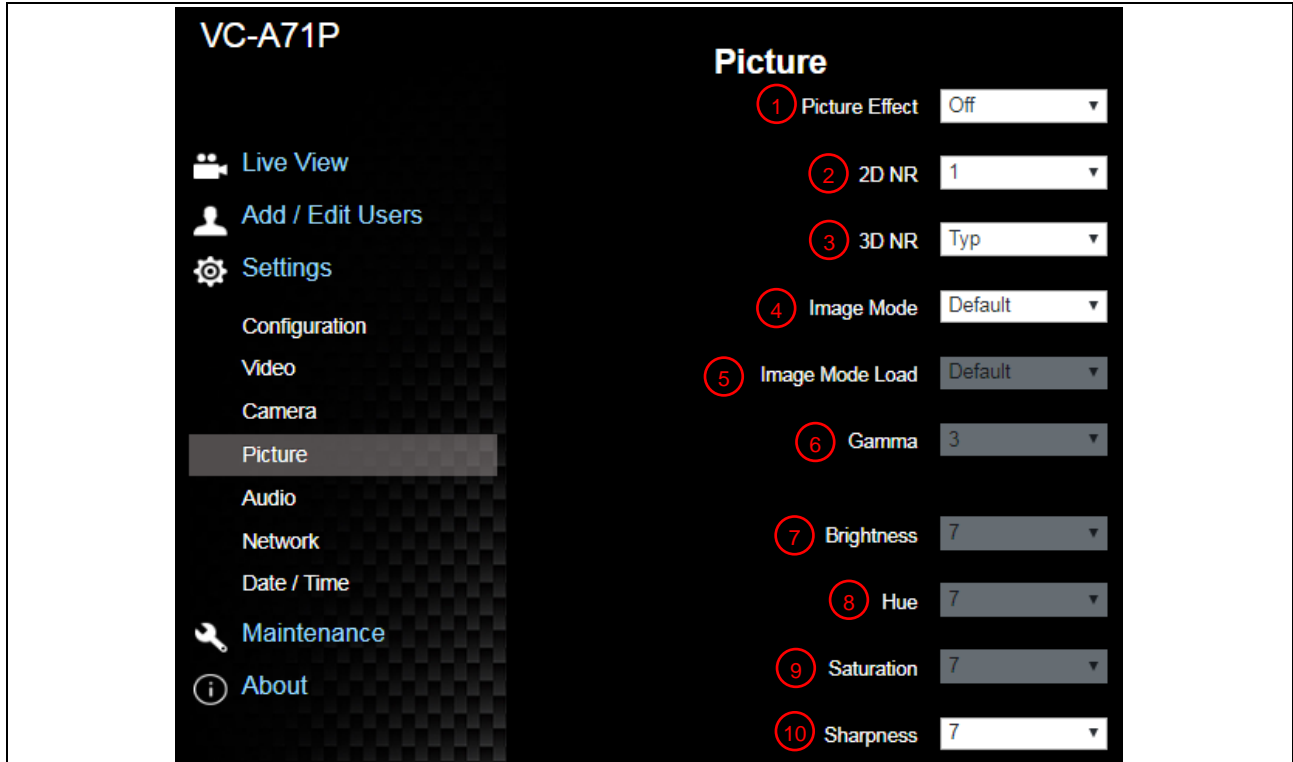 VC-A71P
Live View
Add / Edit Users
Settings
Configuration
Video
Camera
Picture
Audio
Network
Date / Time
Maintenance
About
Picture
1 Picture Effect Off
2 2D NR 1
3 3D NR Typ
4 Image Mode Default
5 Image Mode Load Default
6 Gamma 3
7 Brightness 7
8 Hue 7
9 Saturation 7
10 Sharpness 7